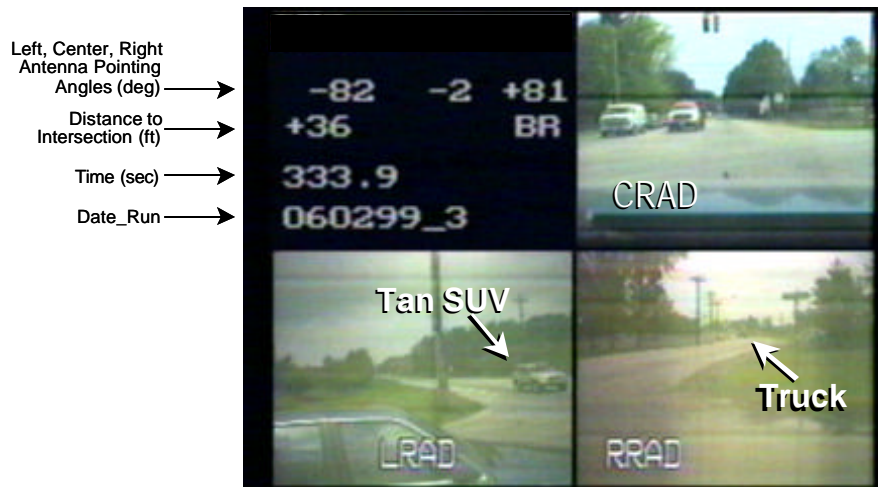 Left, Center, Right
Antenna Pointing
Angles (deg)
-82 -2 +81
Distance to
Intersection (ft)
+36 BR
Time (sec)
333.9
Date_Run
060299_3
CRAD
Tan SUV
LRAD
Truck
RRAD